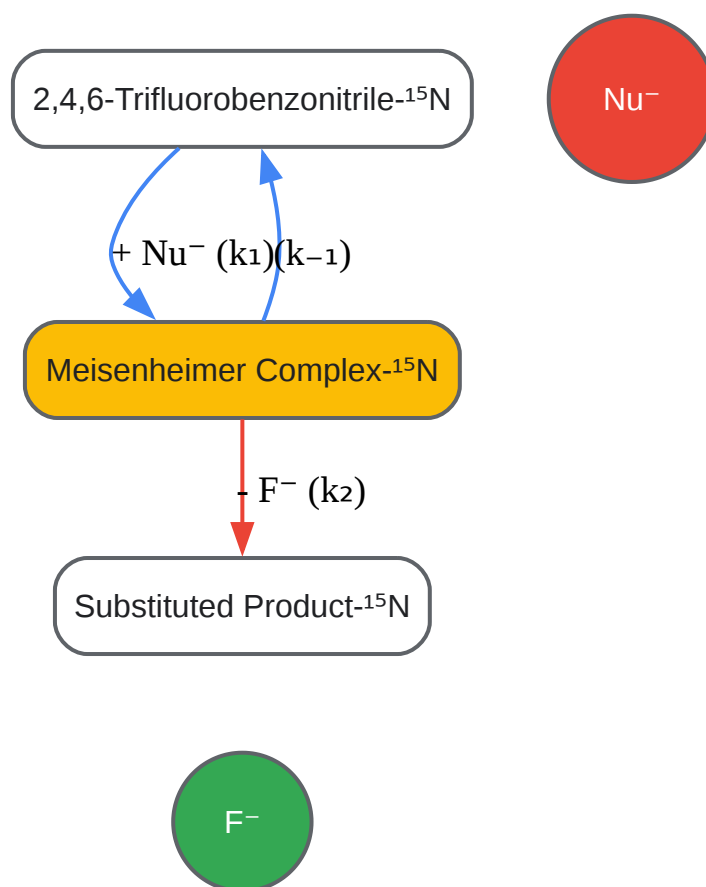 2,4,6-Trifluorobenzonitrile-¹⁵N
Nu⁻
+ Nu⁻ (k₁)
(k₋₁)
Meisenheimer Complex-¹⁵N
- F⁻ (k₂)
Substituted Product-¹⁵N
F⁻